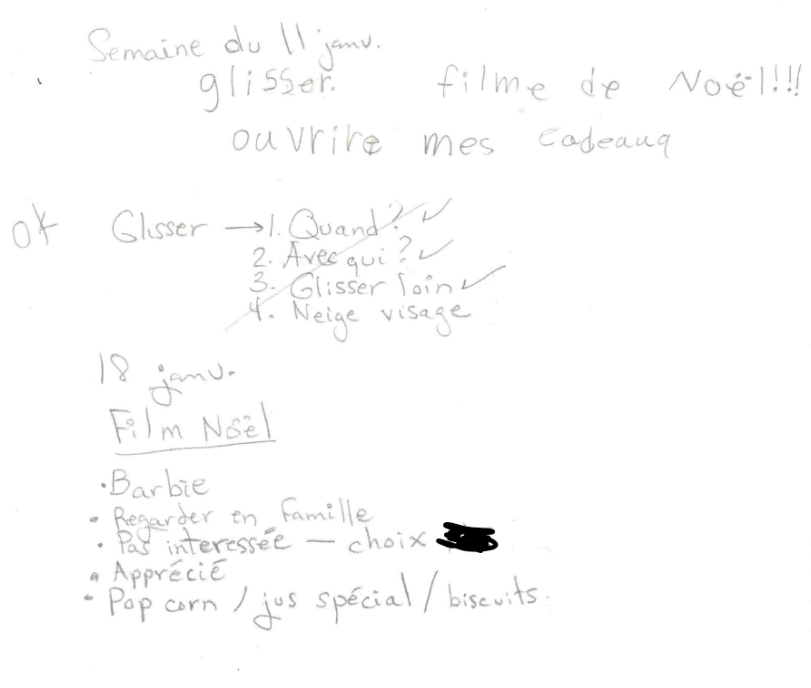 Semaine du 11 janv.
glisser. filme de Noël!!!
ouvrire mes cadeauq
ok Glisser → 1. Quand? ✓
2. Avec qui? ✓
3. Glisser loin ✓
4. Neige visage
18 janv.
Film Nöël
• Barbie
• Regarder en famille
• Pas interessée — choix
• Apprécié
• Pop corn / jus spécial / biscuits.